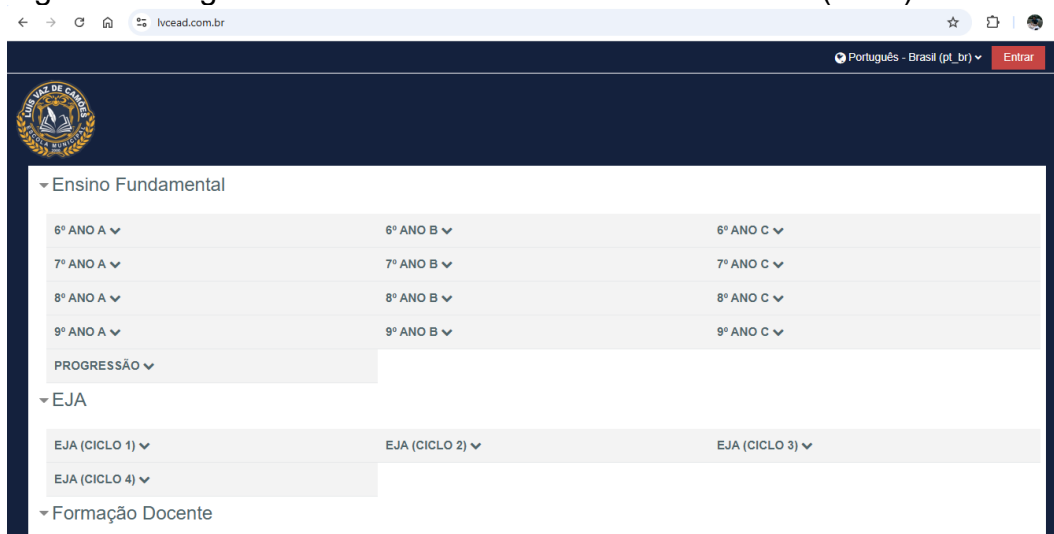 lvcead.com.br
Português - Brasil (pt_br)
Entrar
LUIS VAZ DE CAMÕES
ESCOLA MUNICIPAL
Ensino Fundamental
6º ANO A
6º ANO B
6º ANO C
7º ANO A
7º ANO B
7º ANO C
8º ANO A
8º ANO B
8º ANO C
9º ANO A
9º ANO B
9º ANO C
PROGRESSÃO
EJA
EJA (CICLO 1)
EJA (CICLO 2)
EJA (CICLO 3)
EJA (CICLO 4)
Formação Docente